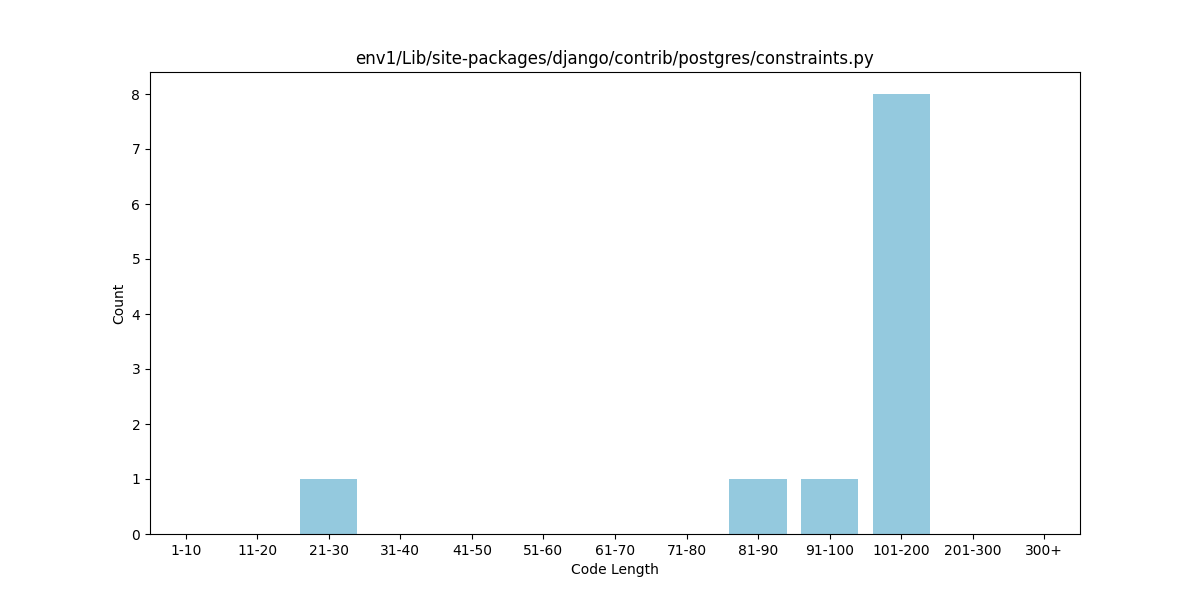 env1/Lib/site-packages/django/contrib/postgres/constraints.py
8
7
6
5
4
3
2
1
0
Count
1-10 11-20 21-30 31-40 41-50 51-60 61-70 71-80 81-90 91-100 101-200 201-300 300+
Code Length